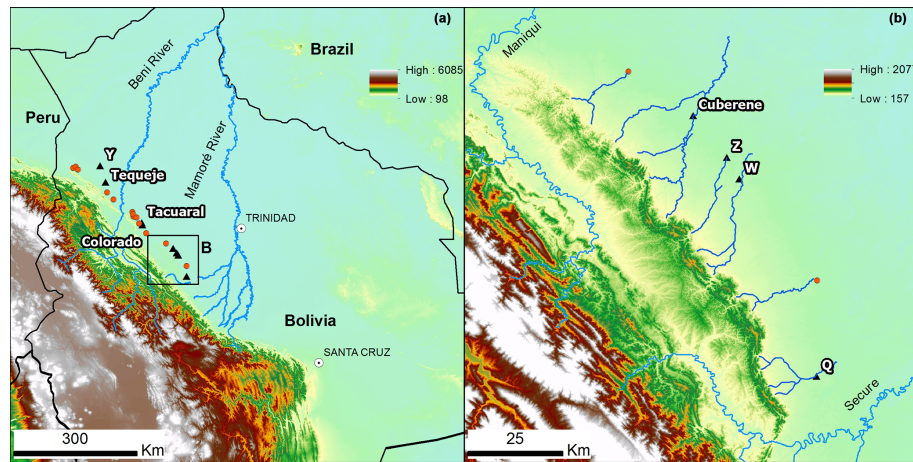 (a)
Brazil
Beni River
High : 6085
Low : 98
Peru
Y
Tequeje
Mamoré River
Tacuaral
TRINIDAD
Colorado
B
Bolivia
SANTA CRUZ
300
Km
(b)
Maniqui
High : 207
Low : 157
Cuberene
Z
W
Q
Secure
25
Km